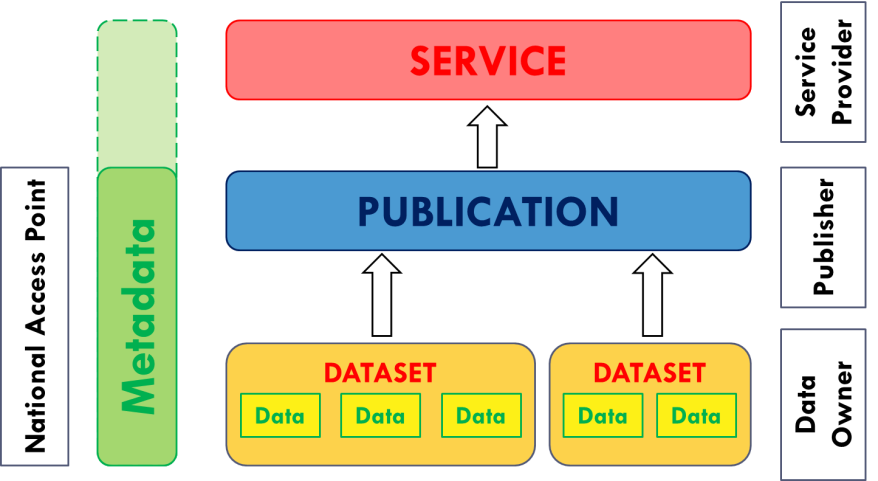 National Access Point
Metadata
SERVICE
PUBLICATION
DATASET
Data Data Data
DATASET
Data Data
Service
Provider
Publisher
Data
Owner